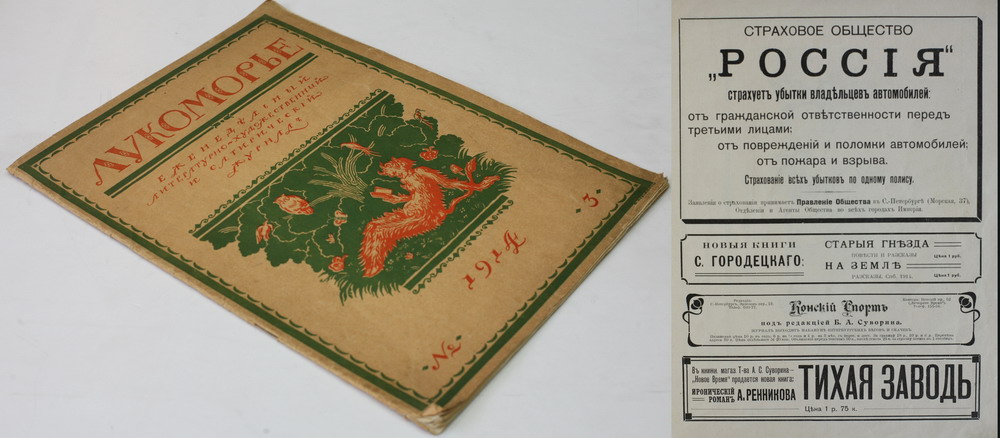 ЛУКОМОРЬЕ
ЕЖЕНЕДѢЛЬНЫЙ
ЛИТЕРАТУРНО-ХУДОЖЕСТВЕННЫЙ
И САТИРИЧЕСКІЙ
ЖУРНАЛЪ
1914
№ 3
СТРАХОВОЕ ОБЩЕСТВО
„РОССІЯ“
страхуетъ убытки владѣльцевъ автомобилей:
отъ гражданской отвѣтственности передъ
третьими лицами;
отъ поврежденій и поломки автомобилей;
отъ пожара и взрыва.
Страхованіе всѣхъ убытковъ по одному полису.
Заявленія о страхованіи принимаетъ Правленіе Общества въ С.-Петербургѣ (Морская, 37),
Отдѣленія и Агенты Общества во всѣхъ городахъ Имперіи.
НОВЫЯ КНИГИ
С. ГОРОДЕЦКАГО:
СТАРЫЯ ГНѢЗДА
ПОВѢСТИ И РАЗСКАЗЫ Цѣна 1 руб.
НА ЗЕМЛѢ
РАЗСКАЗЫ. Цѣна 1 руб.
Конскій Спортъ
подъ редакціей Б. А. Суворина.
Въ книжн. магаз. Т-ва А. С. Суворина—
„Новое Время“ продается новая книга:
ИРОНИЧЕСКІЙ
РОМАНЪ А. РЕННИКОВА
ТИХАЯ ЗАВОДЬ
Цѣна 1 р. 75 к.